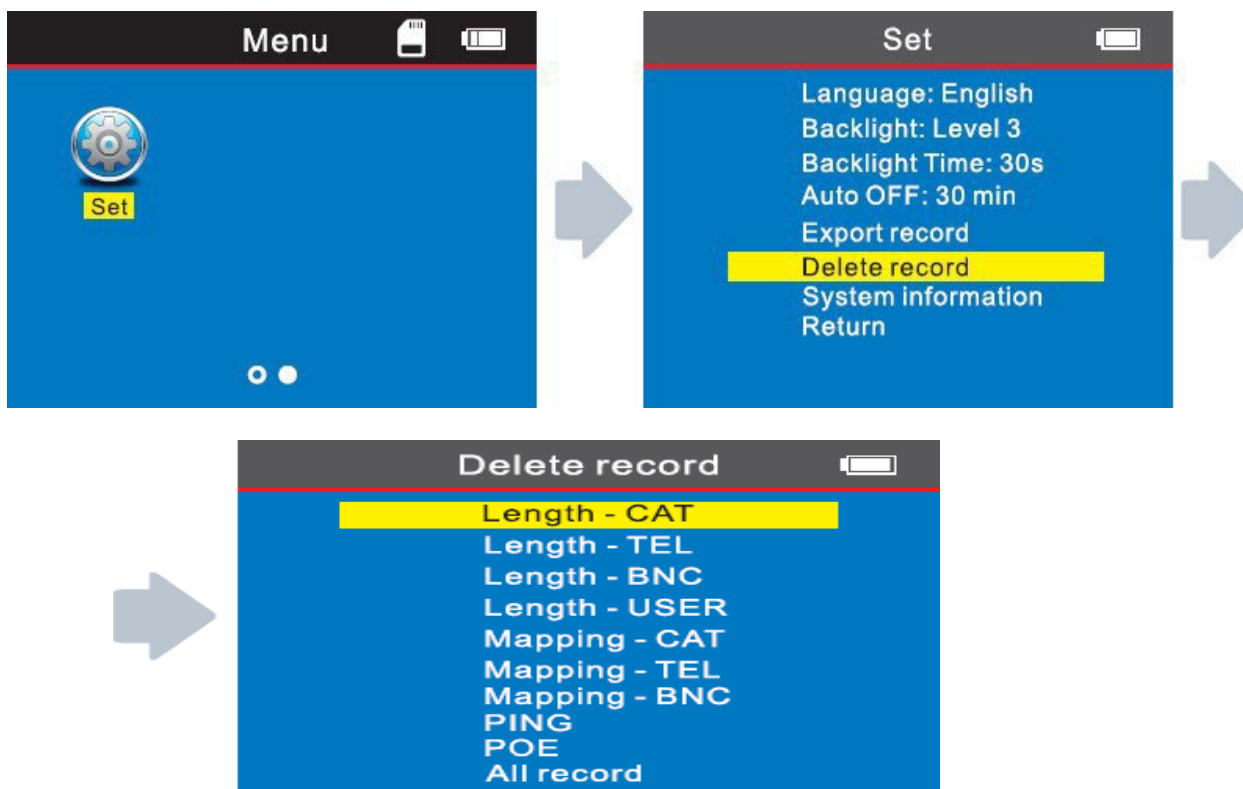 Menu
Set
Set
Language: English
Backlight: Level 3
Backlight Time: 30s
Auto OFF: 30 min
Export record
Delete record
System information
Return
Delete record
Length - CAT
Length - TEL
Length - BNC
Length - USER
Mapping - CAT
Mapping - TEL
Mapping - BNC
PING
POE
All record